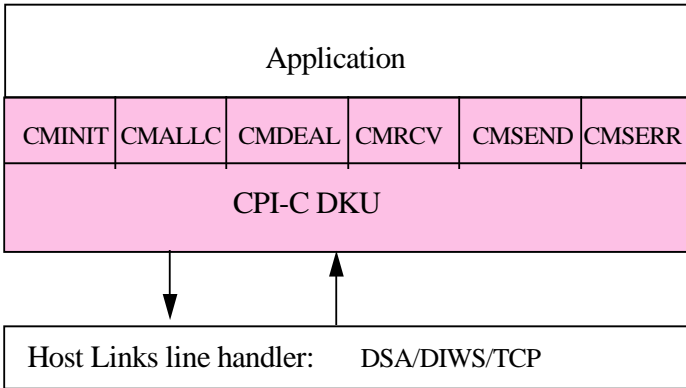 Application
CMINIT CMALLC CMDEAL CMRCV CMSEND CMSERR
CPI-C DKU
Host Links line handler: DSA/DIWS/TCP